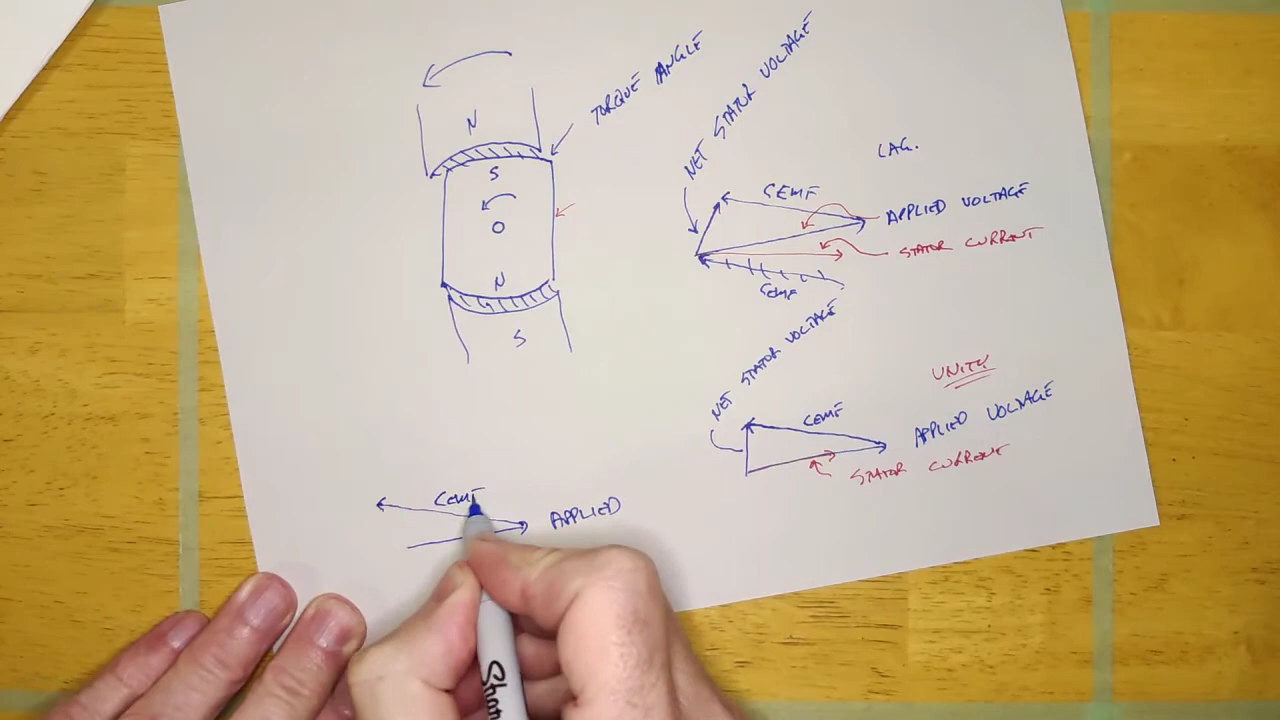 N
S
O
N
S
TORQUE ANGLE
NET STATOR VOLTAGE
LAG.
CEMF
APPLIED VOLTAGE
STATOR CURRENT
CEMF
NET STATOR VOLTAGE
UNITY
CEMF
APPLIED VOLTAGE
STATOR CURRENT
CEMF
APPLIED